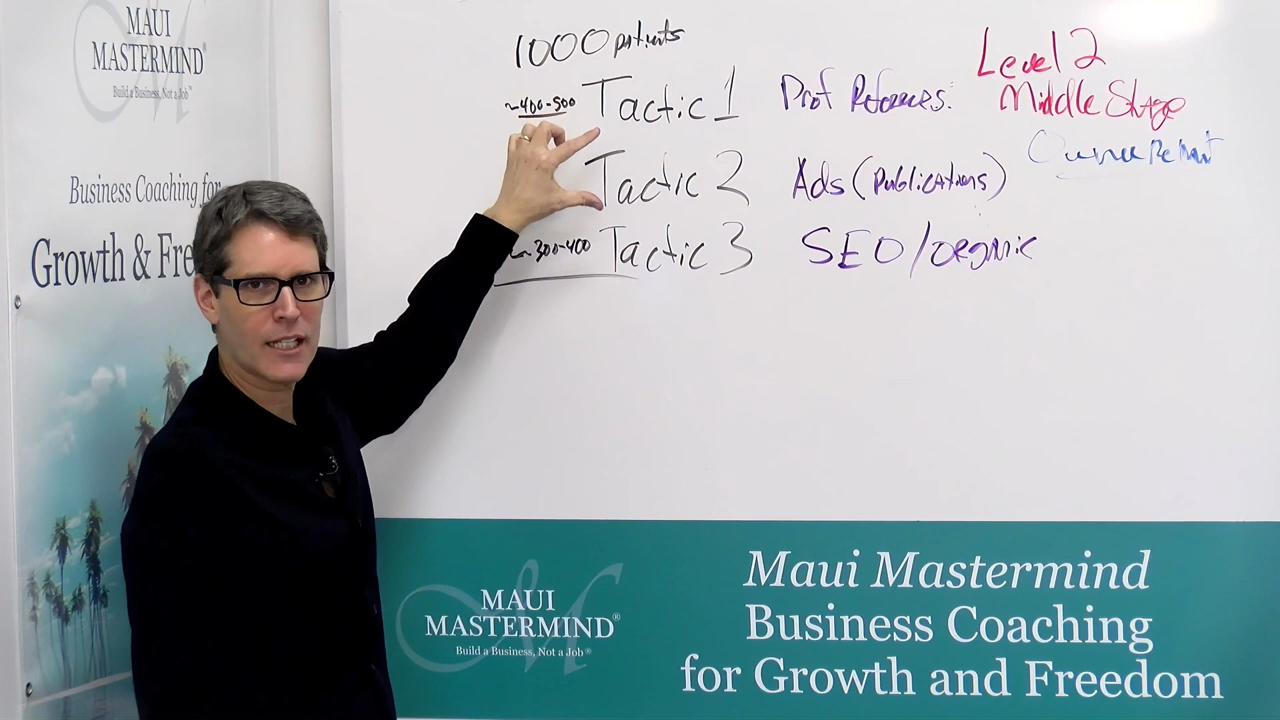 MAUI
MASTERMIND®
Build a Business, Not a Job®
Business Coaching for
Growth & Fre
1000 patients
~400-500 Tactic 1 Prof References:
Level 2
Middle Stage
Tactic 2 Ads (Publications)
~300-400 Tactic 3 SEO/organic
MAUI
MASTERMIND®
Build a Business, Not a Job®
Maui Mastermind
Business Coaching
for Growth and Freedom